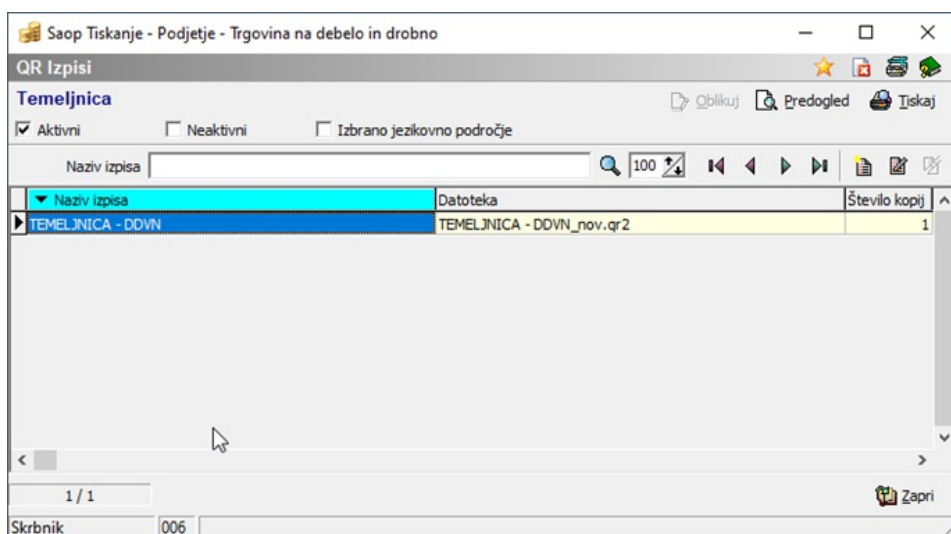 Saop Tiskanje - Podjetje - Trgovina na debelo in drobno
QR Izpisi
Temeljnica Oblikuj Predogled Tiskaj
Aktivni Neaktivni Izbrano jezikovno področje
Naziv izpisa 100
Naziv izpisa Datoteka Število kopij
TEMELJNICA - DDVN TEMELJNICA - DDVN_nov.qr2 1
1 / 1 Zapri
Skrbnik 006